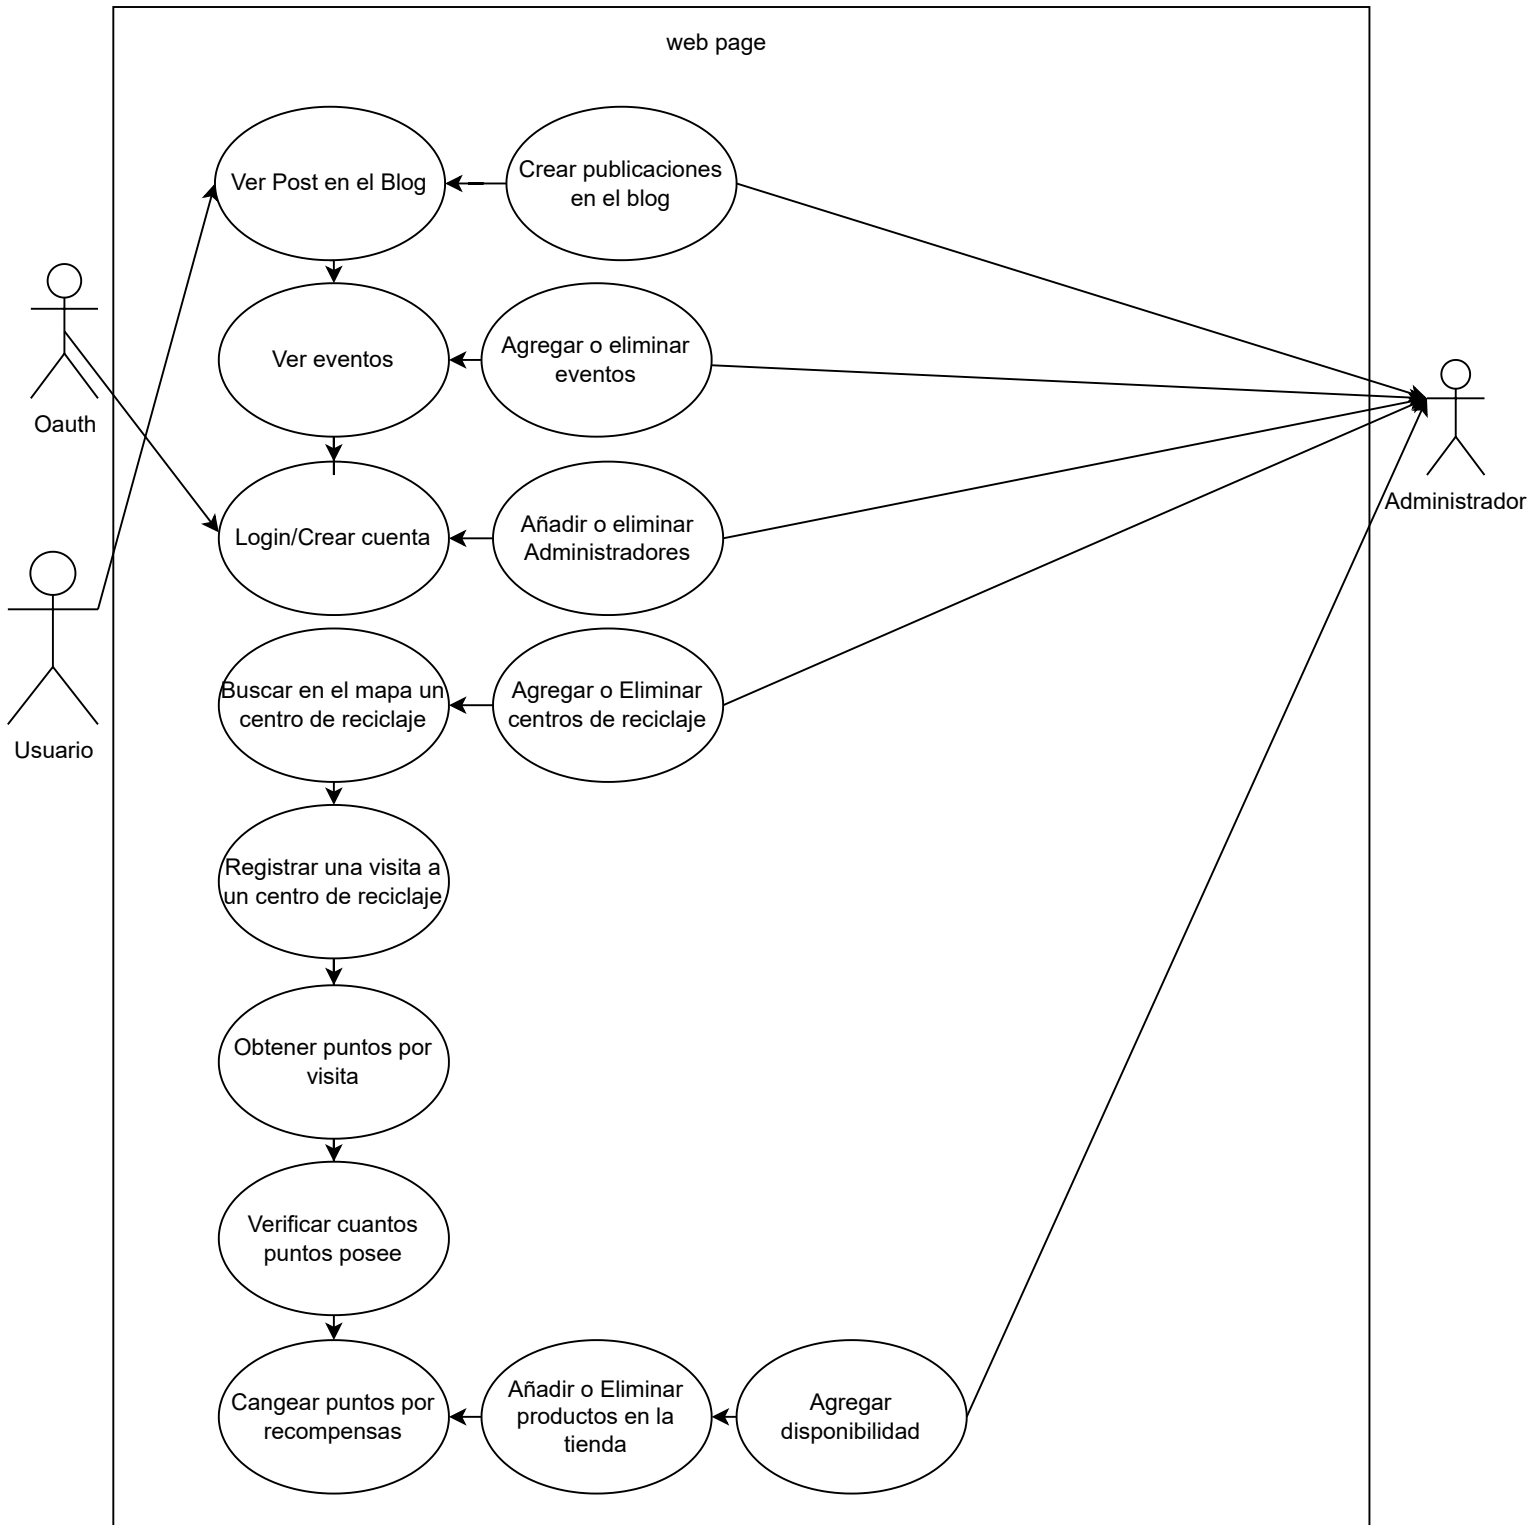 web page
Ver Post en el Blog
Crear publicaciones
en el blog
Ver eventos
Agregar o eliminar
eventos
Oauth
Administrador
Login/Crear cuenta
Añadir o eliminar
Administradores
Usuario
Buscar en el mapa un
centro de reciclaje
Agregar o Eliminar
centros de reciclaje
Registrar una visita a
un centro de reciclaje
Obtener puntos por
visita
Verificar cuantos
puntos posee
Cangear puntos por
recompensas
Añadir o Eliminar
productos en la
tienda
Agregar
disponibilidad